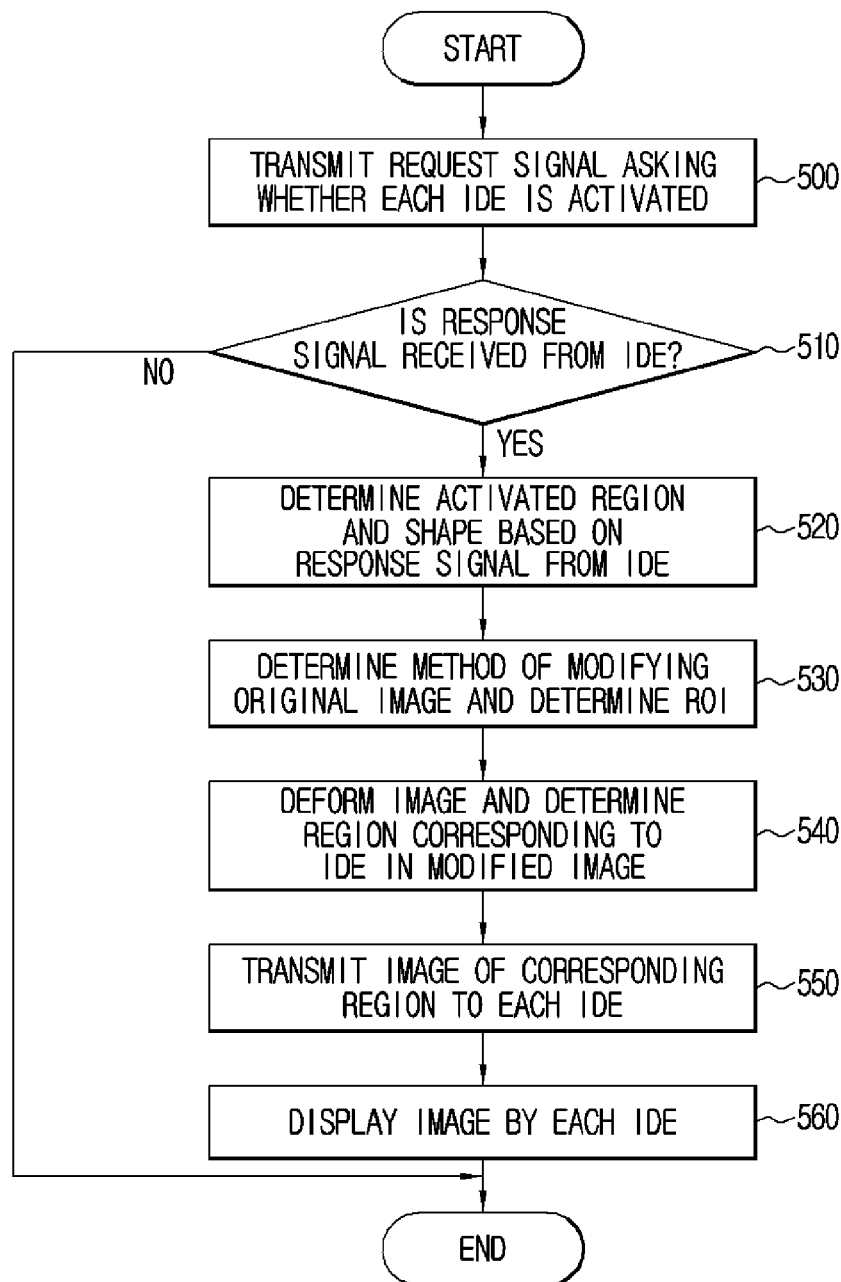 START
TRANSMIT REQUEST SIGNAL ASKING
WHETHER EACH IDE IS ACTIVATED
500
IS RESPONSE
SIGNAL RECEIVED FROM IDE?
510
NO
YES
DETERMINE ACTIVATED REGION
AND SHAPE BASED ON
RESPONSE SIGNAL FROM IDE
520
DETERMINE METHOD OF MODIFYING
ORIGINAL IMAGE AND DETERMINE ROI
530
DEFORM IMAGE AND DETERMINE
REGION CORRESPONDING TO
IDE IN MODIFIED IMAGE
540
TRANSMIT IMAGE OF CORRESPONDING
REGION TO EACH IDE
550
DISPLAY IMAGE BY EACH IDE
560
END